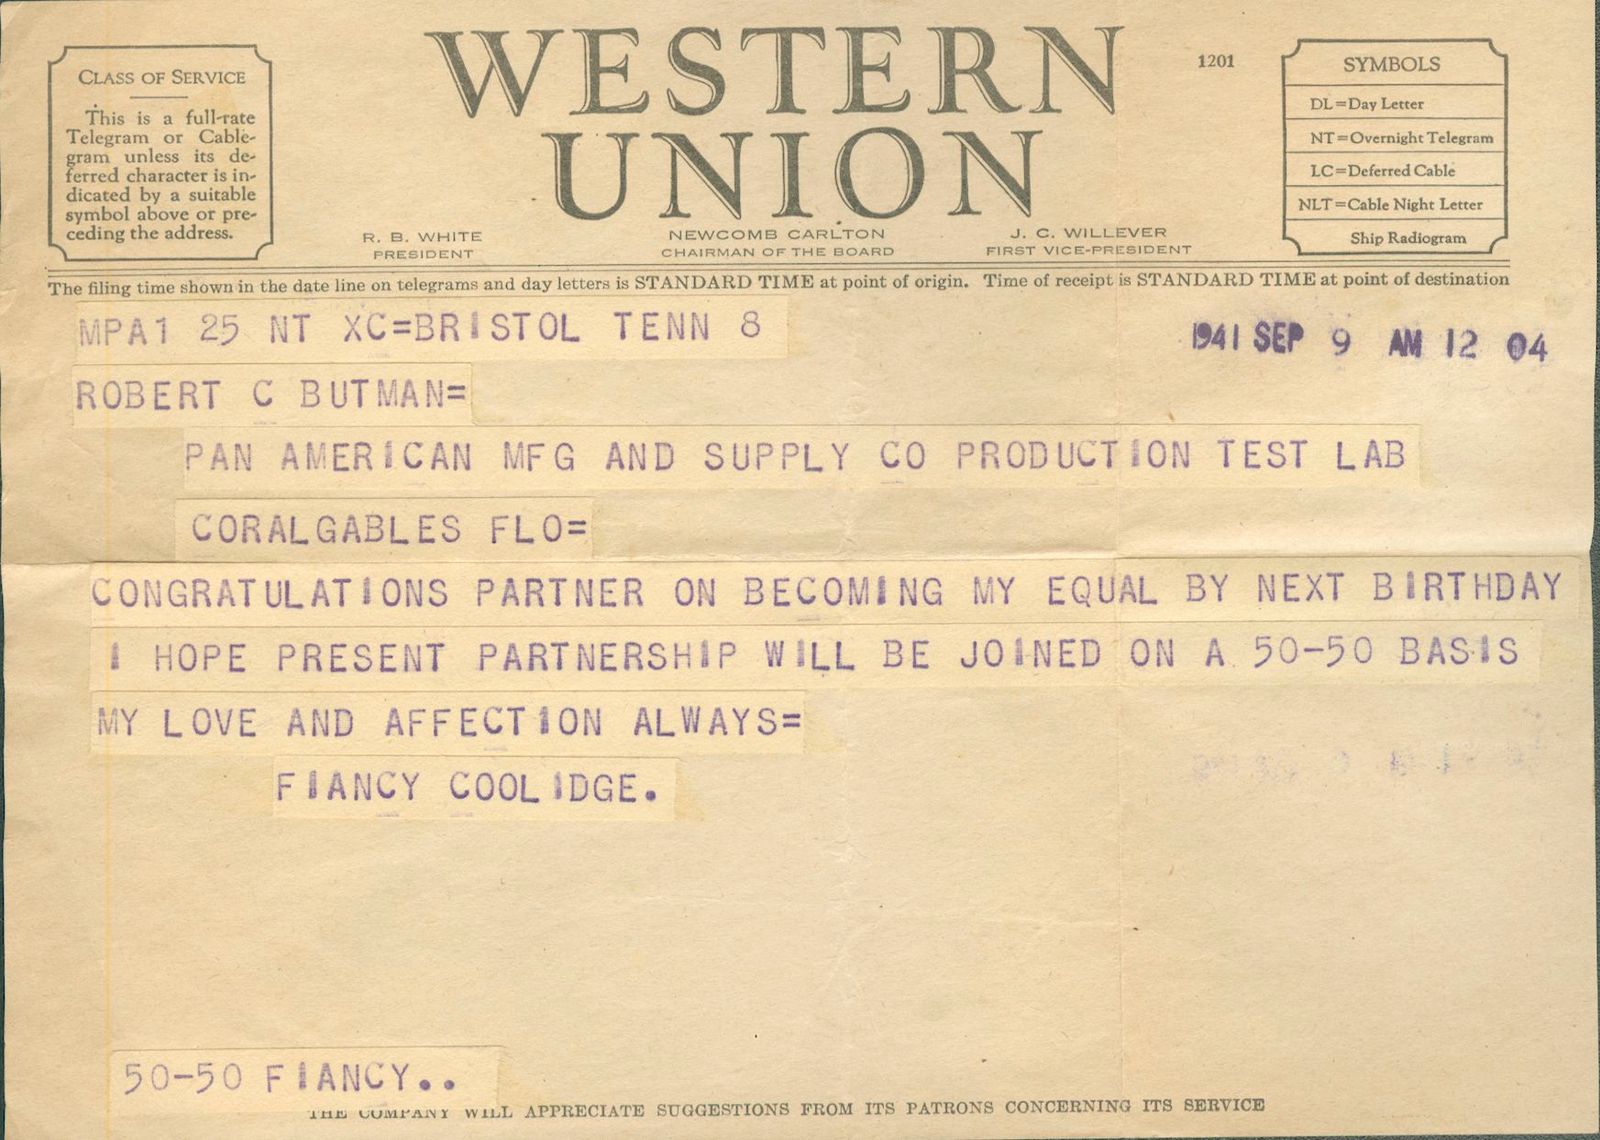 CLASS OF SERVICE
This is a full-rate
Telegram or Cable-
gram unless its de-
ferred character is in-
dicated by a suitable
symbol above or pre-
ceding the address.
WESTERN
UNION
1201
SYMBOLS
DL=Day Letter
NT=Overnight Telegram
LC=Deferred Cable
NLT=Cable Night Letter
Ship Radiogram
R. B. WHITE
PRESIDENT
NEWCOMB CARLTON
CHAIRMAN OF THE BOARD
J. C. WILLEVER
FIRST VICE-PRESIDENT
The filing time shown in the date line on telegrams and day letters is STANDARD TIME at point of origin. Time of receipt is STANDARD TIME at point of destination
MPA1 25 NT XC=BRISTOL TENN 8
1941 SEP 9 AM 12 04
ROBERT C BUTMAN=
PAN AMERICAN MFG AND SUPPLY CO PRODUCTION TEST LAB
CORALGABLES FLO=
CONGRATULATIONS PARTNER ON BECOMING MY EQUAL BY NEXT BIRTHDAY
I HOPE PRESENT PARTNERSHIP WILL BE JOINED ON A 50-50 BASIS
MY LOVE AND AFFECTION ALWAYS=
FIANCY COOLIDGE.
50-50 FIANCY..
THE COMPANY WILL APPRECIATE SUGGESTIONS FROM ITS PATRONS CONCERNING ITS SERVICE